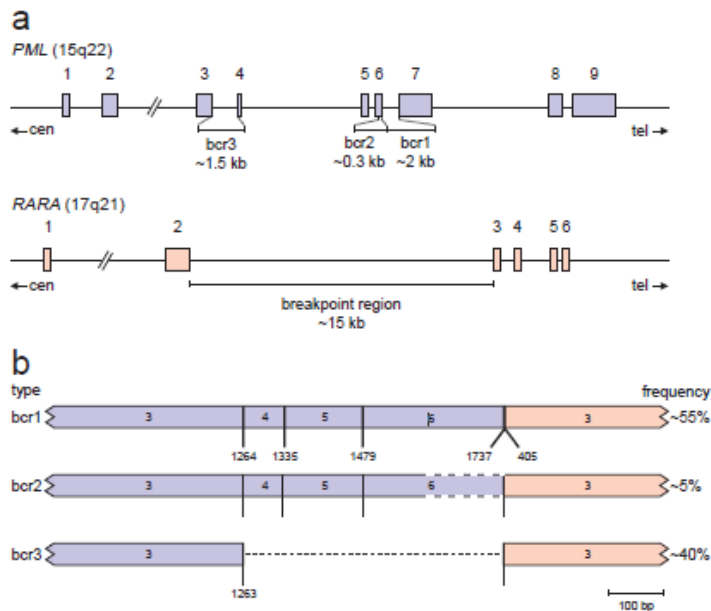 a
PML (15q22)
1 2 3 4 5 6 7 8 9
←cen tel→
bcr3 bcr2 bcr1
~1.5 kb ~0.3 kb ~2 kb
RARA (17q21)
1 2 3 4 5 6
←cen tel→
breakpoint region
~15 kb
b
type frequency
bcr1 3 4 5 6 3 ~55%
1264 1335 1479 1737 405
bcr2 3 4 5 6 3 ~5%
bcr3 3 3 ~40%
1263 100 bp